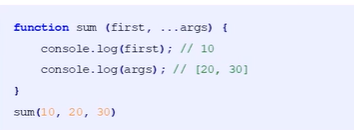 function sum (first, ...args) {
    console.log(first); // 10
    console.log(args); // [20, 30]
}
sum(10, 20, 30)